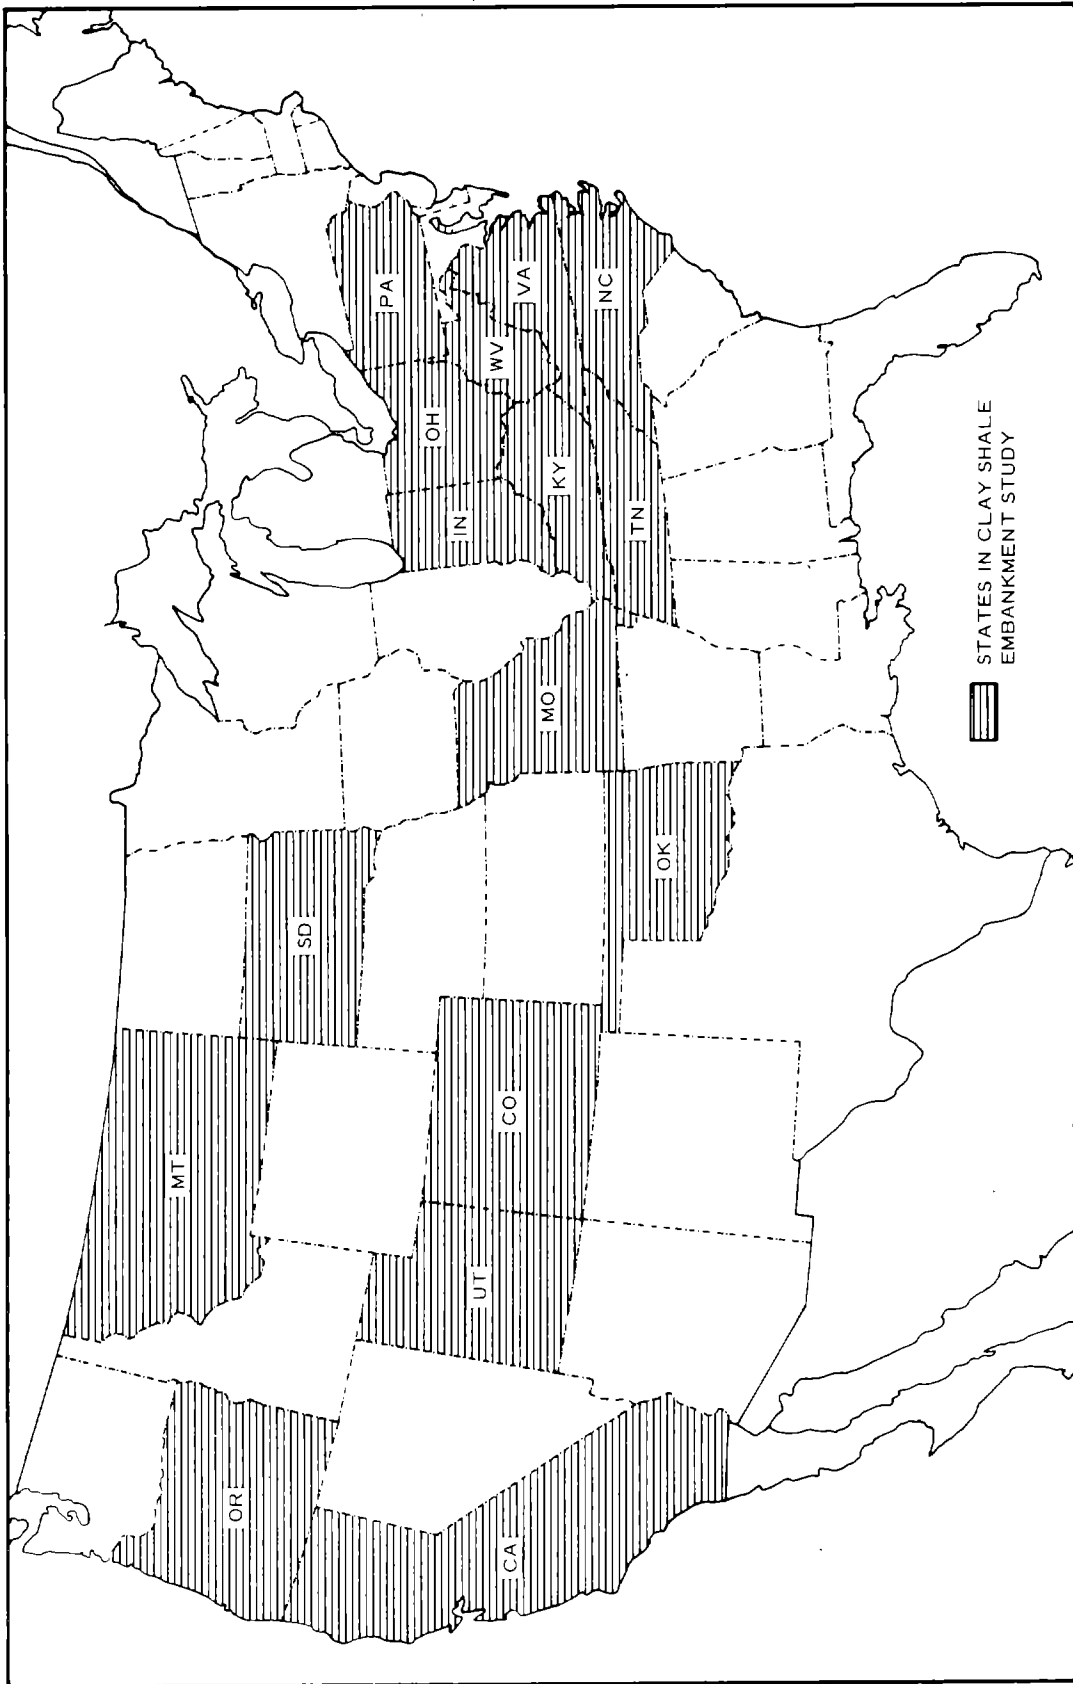 MT
SD
OR
PA
OH
IN
WV
VA
UT
CO
MO
KY
NC
CA
TN
OK
STATES IN CLAY SHALE
EMBANKMENT STUDY